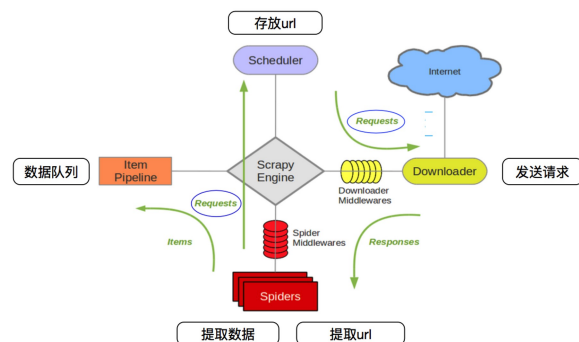 存放url
Scheduler
Internet
Requests
数据队列
Item
Pipeline
Scrapy
Engine
Downloader
发送请求
Requests
Downloader
Middlewares
Spider
Middlewares
Items
Responses
Spiders
提取数据
提取url